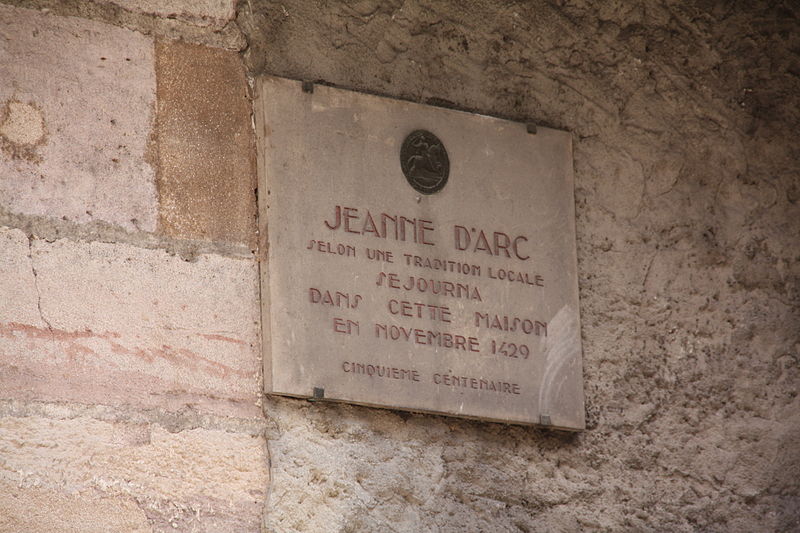 JEANNE D'ARC
SELON UNE TRADITION LOCALE
SEJOURNA
DANS CETTE MAISON
EN NOVEMBRE 1429
CINQUIEME CENTENAIRE